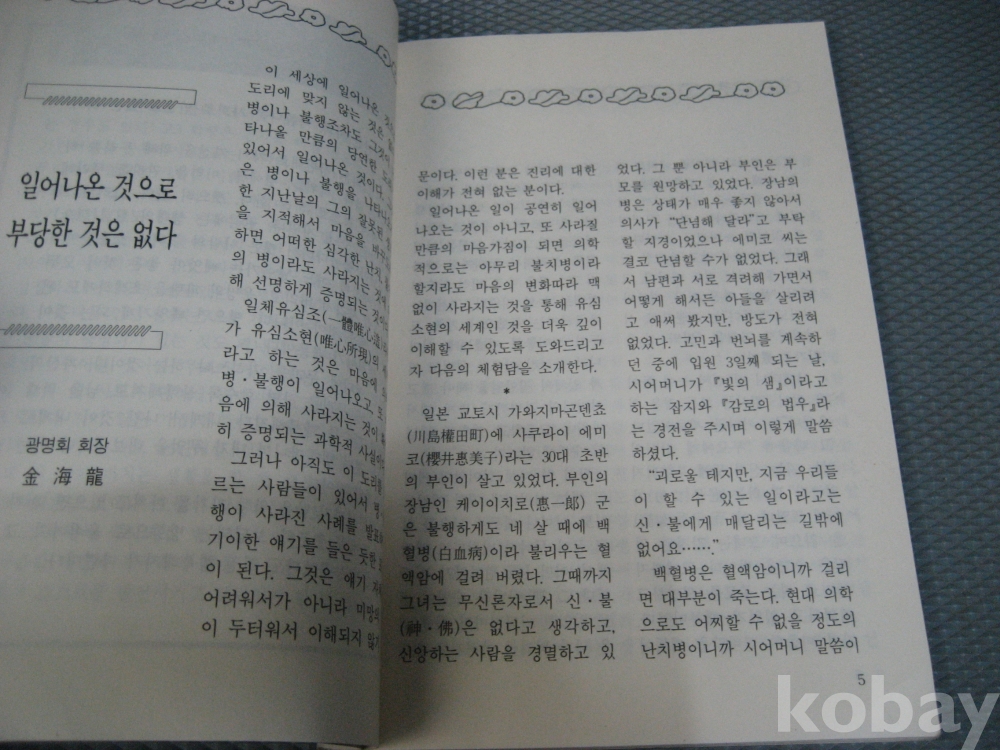 일어나온 것으로
부당한 것은 없다
광명회 회장
金海龍
이 세상에 일어나온
도리에 맞지 않는 것은
병이나 불행조차도 그것이
타나올 만큼의 당연한
있어서 일어나온 것이다.
은 병이나 불행을 나타나
한 지난날의 그의 잘못된
을 지적해서 마음을 바꾸
하면 어떠한 심각한 난치
의 병이라도 사라지는 것이
해 선명하게 증명되는
일체유심조(一體唯心造)
가 유심소현(唯心所現)의
라고 하는 것은 마음에
병·불행이 일어나오고, 또
음에 의해 사라지는 것이
히 증명되는 과학적 사실
그러나 아직도 이 도리를
르는 사람들이 있어서 병
행이 사라진 사례를 발표
기이한 얘기를 들은 듯한
이 된다. 그것은 얘기 자
어려워서가 아니라 미망의
이 두터워서 이해되지 않기
문이다. 이런 분은 진리에 대한
이해가 전혀 없는 분이다.
일어나온 일이 공연히 일어
나오는 것이 아니고, 또 사라질
만큼의 마음가짐이 되면 의학
적으로는 아무리 불치병이라
할지라도 마음의 변화따라 맥
없이 사라지는 것을 통해 유심
소현의 세계인 것을 더욱 깊이
이해할 수 있도록 도와드리고
자 다음의 체험담을 소개한다.
*
일본 교토시 가와지마곤덴쵸
(川島權田町)에 사쿠라이 에미
코(櫻井惠美子)라는 30대 초반
의 부인이 살고 있었다. 부인의
장남인 케이이치로(惠一郎) 군
은 불행하게도 네 살 때에 백
혈병(白血病)이라 불리우는 혈
액암에 걸려 버렸다. 그때까지
그녀는 무신론자로서 신·불
(神·佛)은 없다고 생각하고,
신앙하는 사람을 경멸하고 있
었다. 그 뿐 아니라 부인은 부
모를 원망하고 있었다. 장남의
병은 상태가 매우 좋지 않아서
의사가 “단념해 달라”고 부탁
할 지경이었으나 에미코 씨는
결코 단념할 수가 없었다. 그래
서 남편과 서로 격려해 가면서
어떻게 해서든 아들을 살리려
고 애써 봤지만, 방도가 전혀
없었다. 고민과 번뇌를 계속하
던 중에 입원 3일째 되는 날,
시어머니가 『빛의 샘』이라고
하는 잡지와 『감로의 법우』라
는 경전을 주시며 이렇게 말씀
하셨다.
“괴로울 테지만, 지금 우리들
이 할 수 있는 일이라고는
신·불에게 매달리는 길밖에
없어요……”
백혈병은 혈액암이니까 걸리
면 대부분이 죽는다. 현대 의학
으로도 어찌할 수 없을 정도의
난치병이니까 시어머니 말씀이
5
kobay